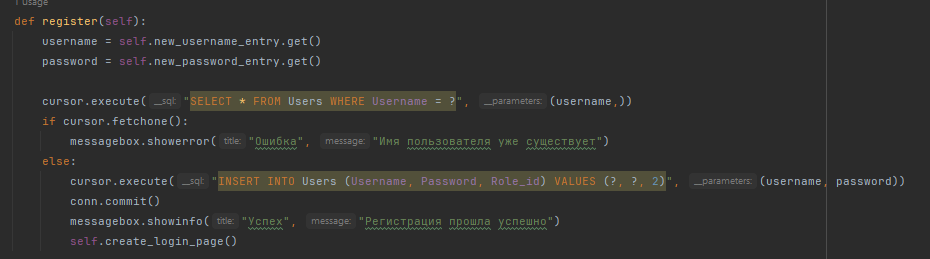 1 usage
def register(self):
    username = self.new_username_entry.get()
    password = self.new_password_entry.get()

    cursor.execute(__sql: "SELECT * FROM Users WHERE Username = ?", __parameters: (username,))
    if cursor.fetchone():
        messagebox.showerror(title: "Ошибка", message: "Имя пользователя уже существует")
    else:
        cursor.execute(__sql: "INSERT INTO Users (Username, Password, Role_id) VALUES (?, ?, 2)", __parameters: (username, password))
        conn.commit()
        messagebox.showinfo(title: "Успех", message: "Регистрация прошла успешно")
        self.create_login_page()